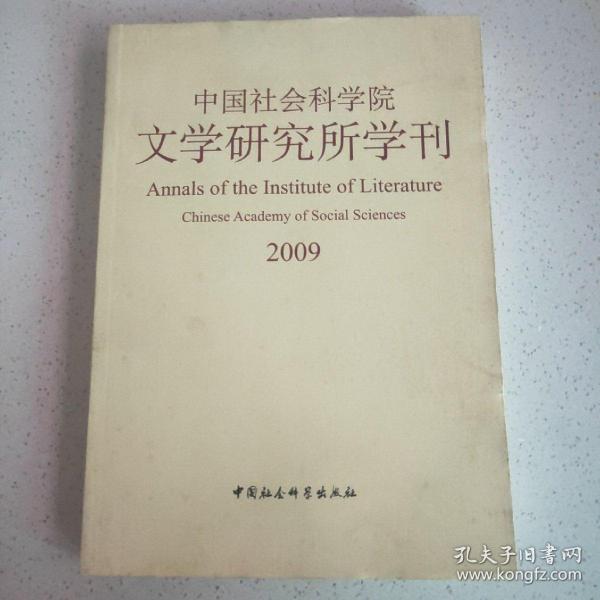 中国社会科学院
文学研究所学刊
Annals of the Institute of Literature
Chinese Academy of Social Sciences
2009
中国社会科学出版社
孔夫子旧书网
www.kongfz.com